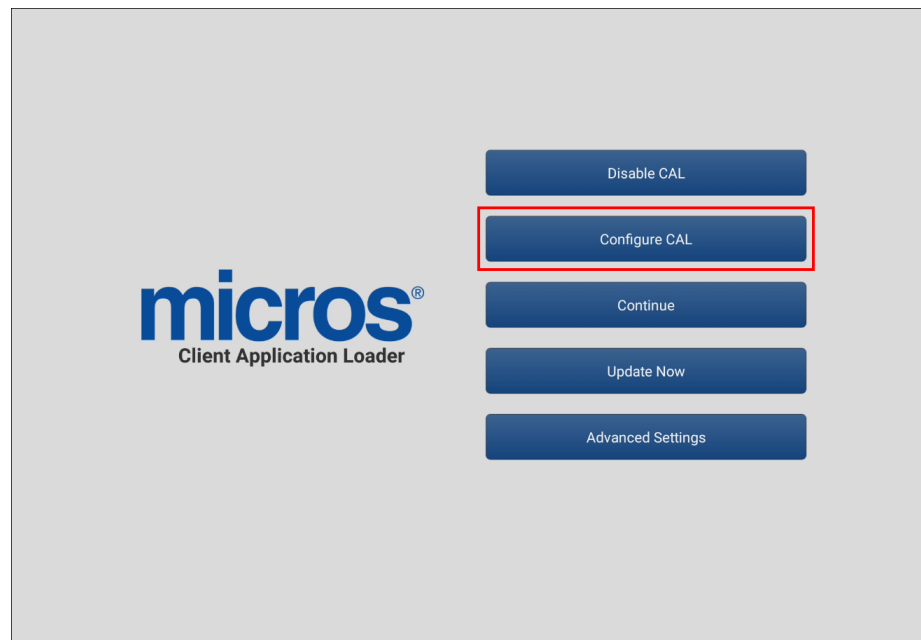 micros®
Client Application Loader
Disable CAL
Configure CAL
Continue
Update Now
Advanced Settings